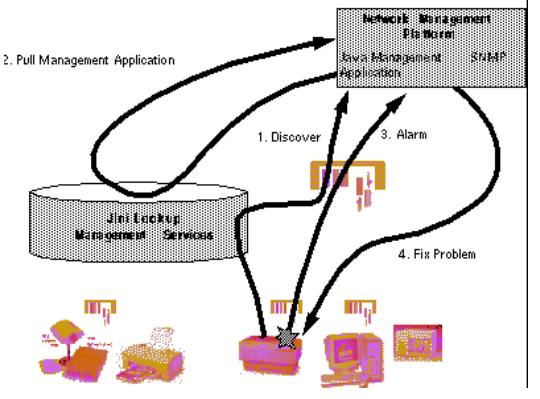 Network Management
Platform
Java Management SNMP
Application
2. Pull Management Application
1. Discover
3. Alarm
Jini Lookup
Management Services
4. Fix Problem